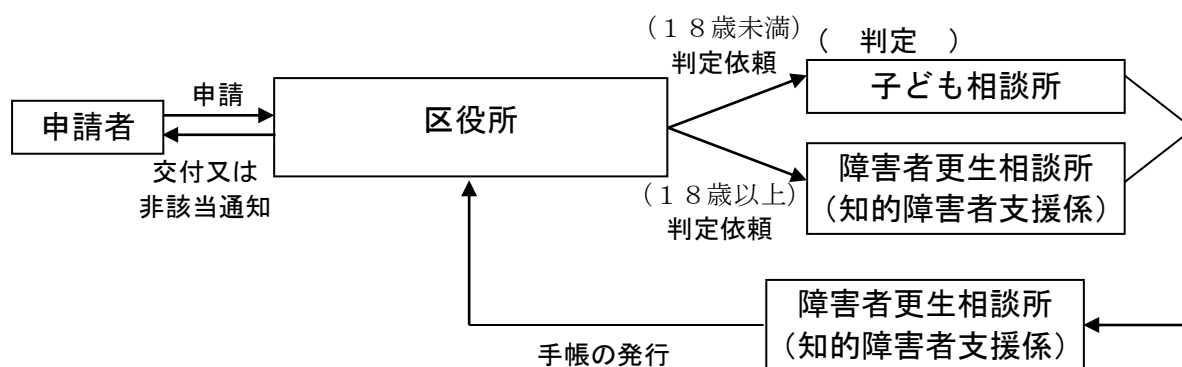 （１８歳未満）
（　判定　）
判定依頼
子ども相談所
申請
申請者
区役所
交付又は
非該当通知
障害者更生相談所
（知的障害者支援係）
（１８歳以上）
判定依頼
障害者更生相談所
（知的障害者支援係）
手帳の発行